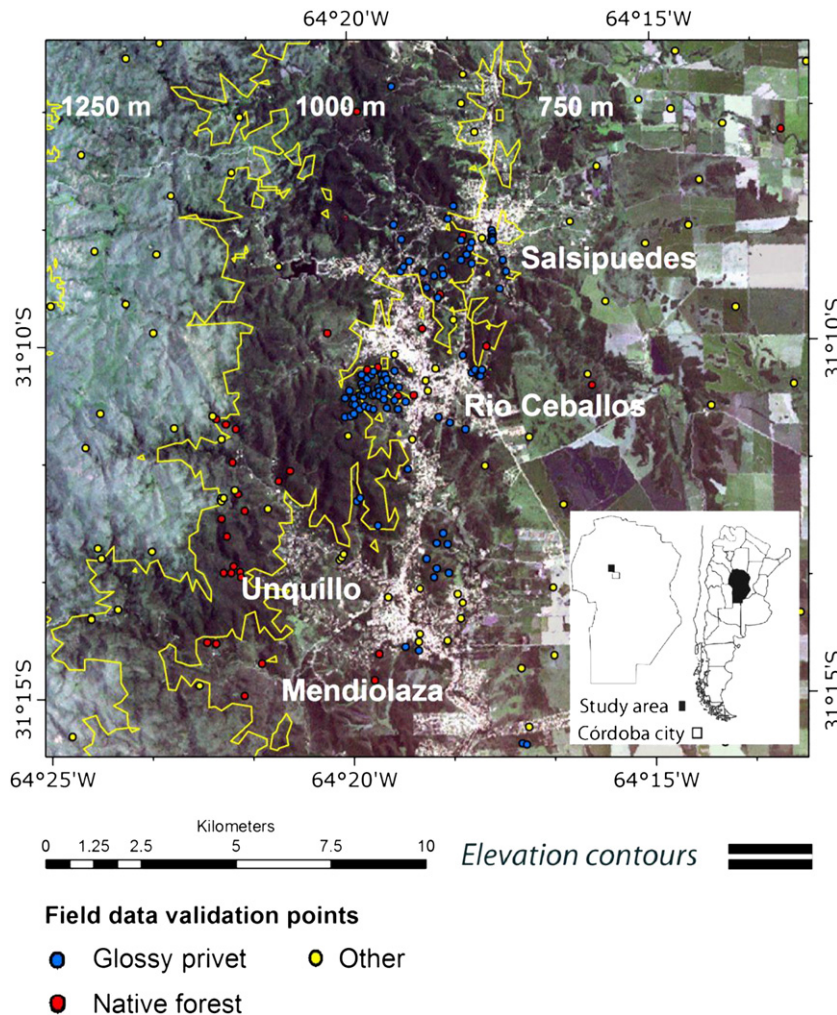 64°20'W 64°15'W
1250 m 1000 m 750 m
Salsipuedes
31°10'S 31°10'S
Rio Ceballos
Unquillo
Mendiolaza
31°15'S 31°15'S
Study area
Córdoba city
64°25'W 64°20'W 64°15'W
Kilometers
0 1.25 2.5 5 7.5 10
Elevation contours
Field data validation points
Glossy privet Other
Native forest